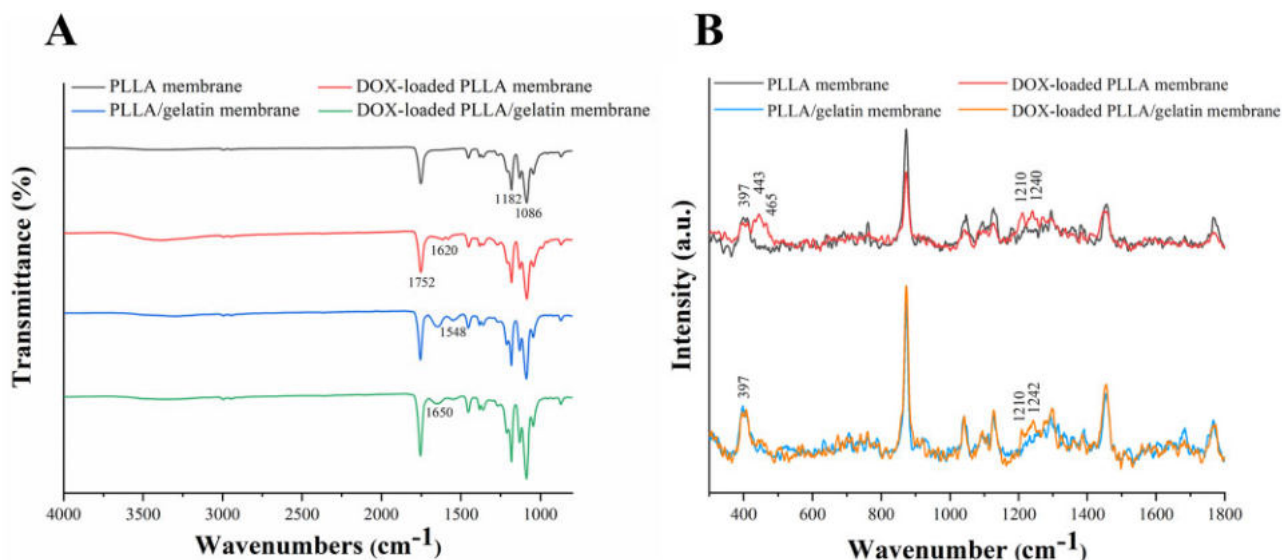 A
PLLA membrane
DOX-loaded PLLA membrane
PLLA/gelatin membrane
DOX-loaded PLLA/gelatin membrane
Transmittance (%)
1182
1086
1620
1752
1548
1650
4000
3500
3000
2500
2000
1500
1000
Wavenumbers (cm-1)
B
PLLA membrane
DOX-loaded PLLA membrane
PLLA/gelatin membrane
DOX-loaded PLLA/gelatin membrane
Intensity (a.u.)
397
443
465
1210
1240
397
1210
1242
400
600
800
1000
1200
1400
1600
1800
Wavenumber (cm-1)